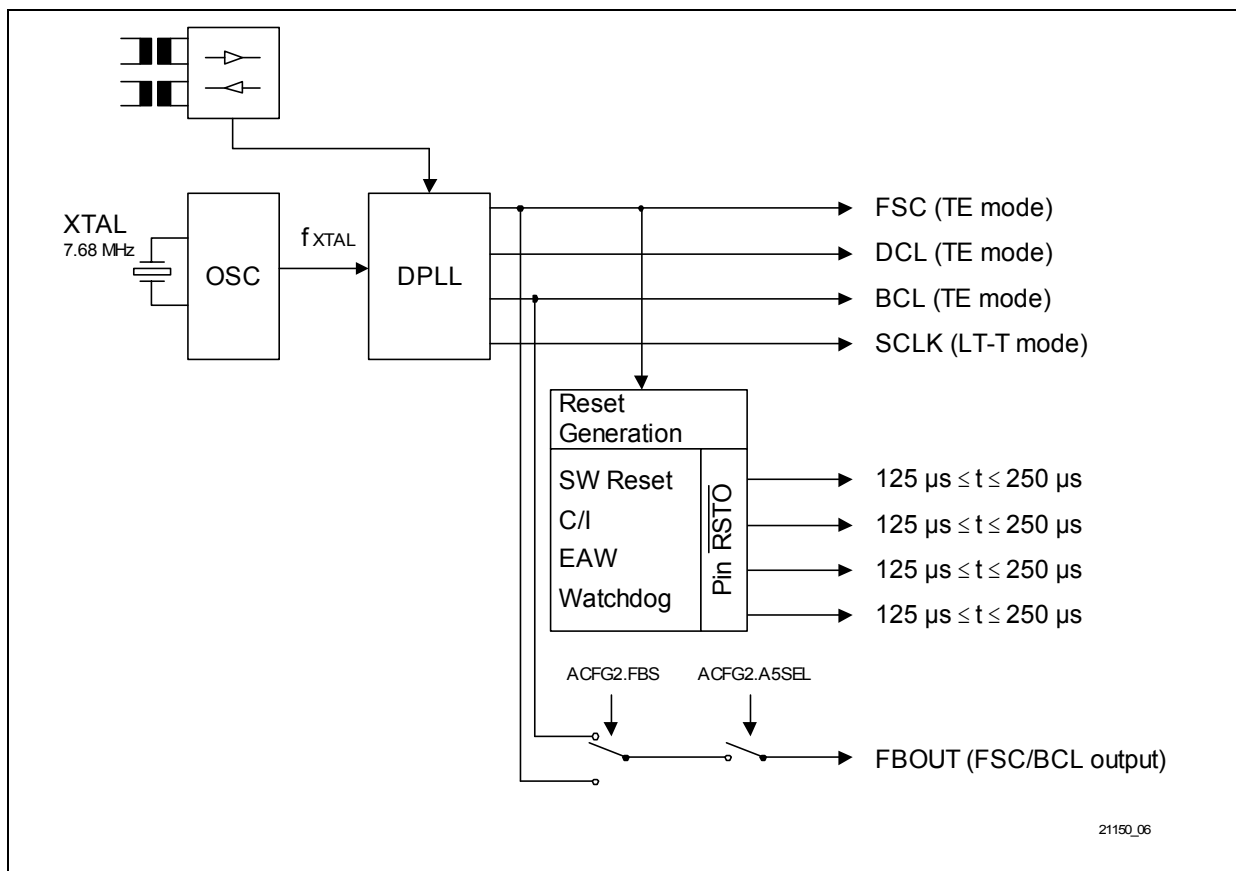 XTAL
7.68 MHz
OSC
fXTAL
DPLL
FSC (TE mode)
DCL (TE mode)
BCL (TE mode)
SCLK (LT-T mode)
Reset
Generation
SW Reset
C/I
EAW
Watchdog
Pin RSTO
125 µs ≤ t ≤ 250 µs
125 µs ≤ t ≤ 250 µs
125 µs ≤ t ≤ 250 µs
125 µs ≤ t ≤ 250 µs
ACFG2.FBS
ACFG2.A5SEL
FBOUT (FSC/BCL output)
21150_06